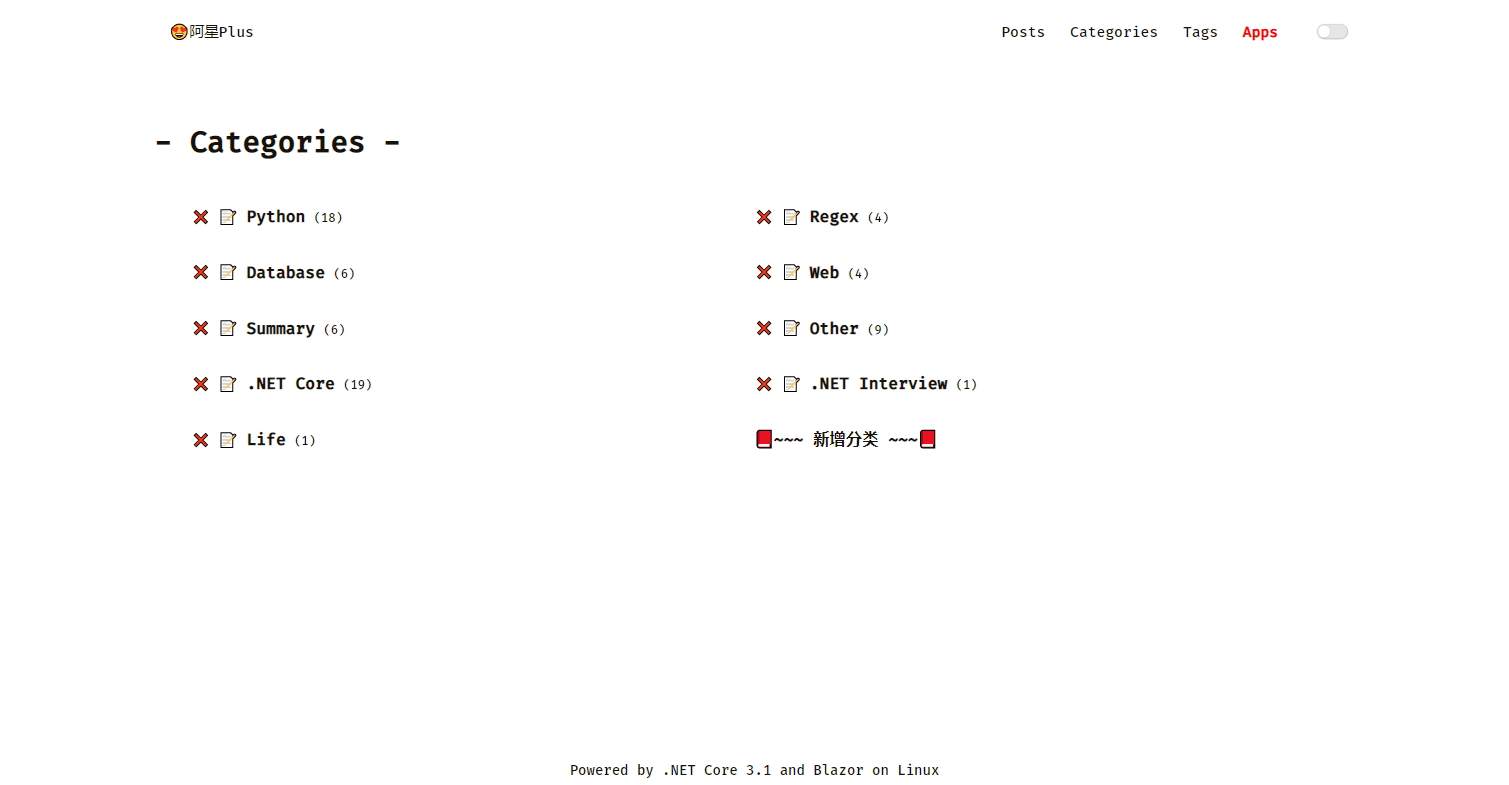 😍阿星Plus
Posts Categories Tags Apps
- Categories -
❌ 📝 Python (18)
❌ 📝 Regex (4)
❌ 📝 Database (6)
❌ 📝 Web (4)
❌ 📝 Summary (6)
❌ 📝 Other (9)
❌ 📝 .NET Core (19)
❌ 📝 .NET Interview (1)
❌ 📝 Life (1)
📕~~~ 新增分类 ~~~📕
Powered by .NET Core 3.1 and Blazor on Linux